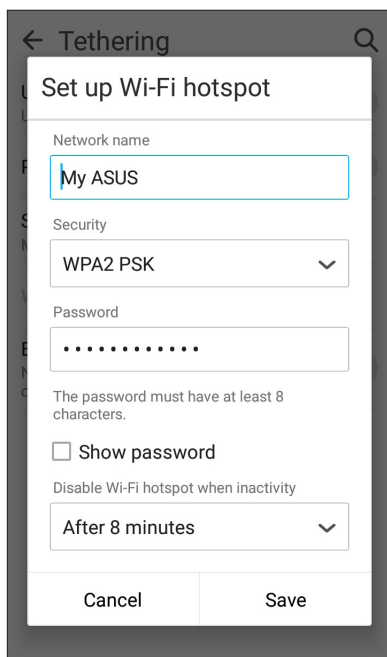 Tethering
Set up Wi-Fi hotspot
Network name
My ASUS
Security
WPA2 PSK
Password
••••••••••••
The password must have at least 8
characters.
Show password
Disable Wi-Fi hotspot when inactivity
After 8 minutes
Cancel
Save